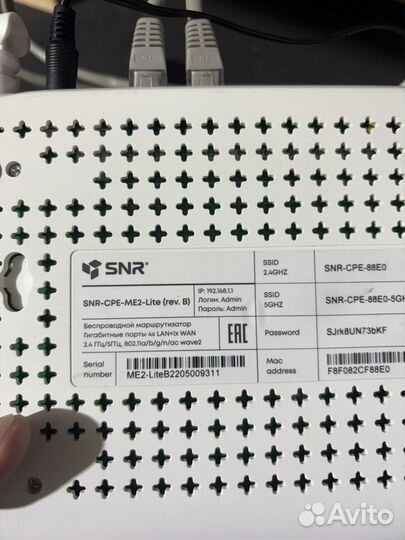 SNR®
SNR-CPE-ME2-Lite (rev. B)
IP: 192.168.1.1
Логин: Admin
Пароль: Admin
Беспроводной маршрутизатор
Гигабитные порты 4x LAN+1x WAN
2.4 ГГц/5ГГц, 802.11a/b/g/n/ac wave2
EAC
Serial number
ME2-LiteB2205009311
SSID 2.4GHZ
SNR-CPE-88E0
SSID 5GHZ
SNR-CPE-88E0-5GH
Password
SJrk8UN73bKF
Mac address
F8F082CF88E0
Avito